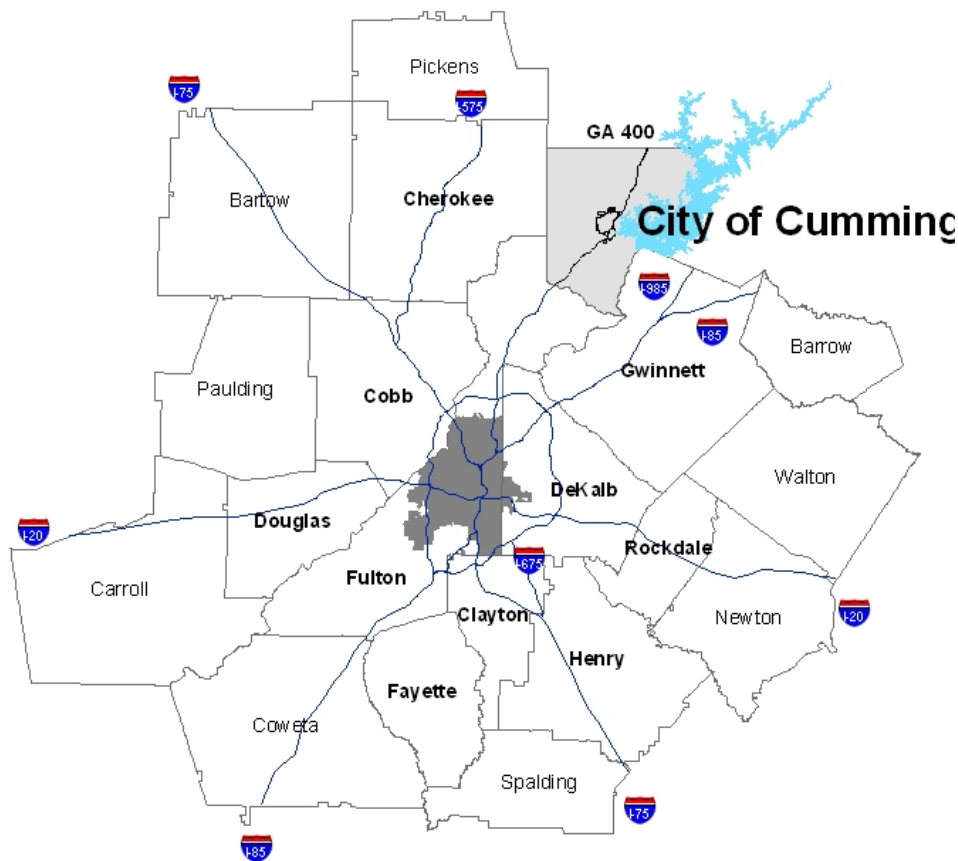 Pickens
I-75
I-575
GA 400
Bartow
Cherokee
City of Cumming
I-985
I-85
Barrow
Gwinnett
Paulding
Cobb
Walton
DeKalb
Douglas
I-20
Rockdale
I-675
Fulton
Carroll
Clayton
I-20
Newton
Henry
Fayette
Coweta
Spalding
I-75
I-85